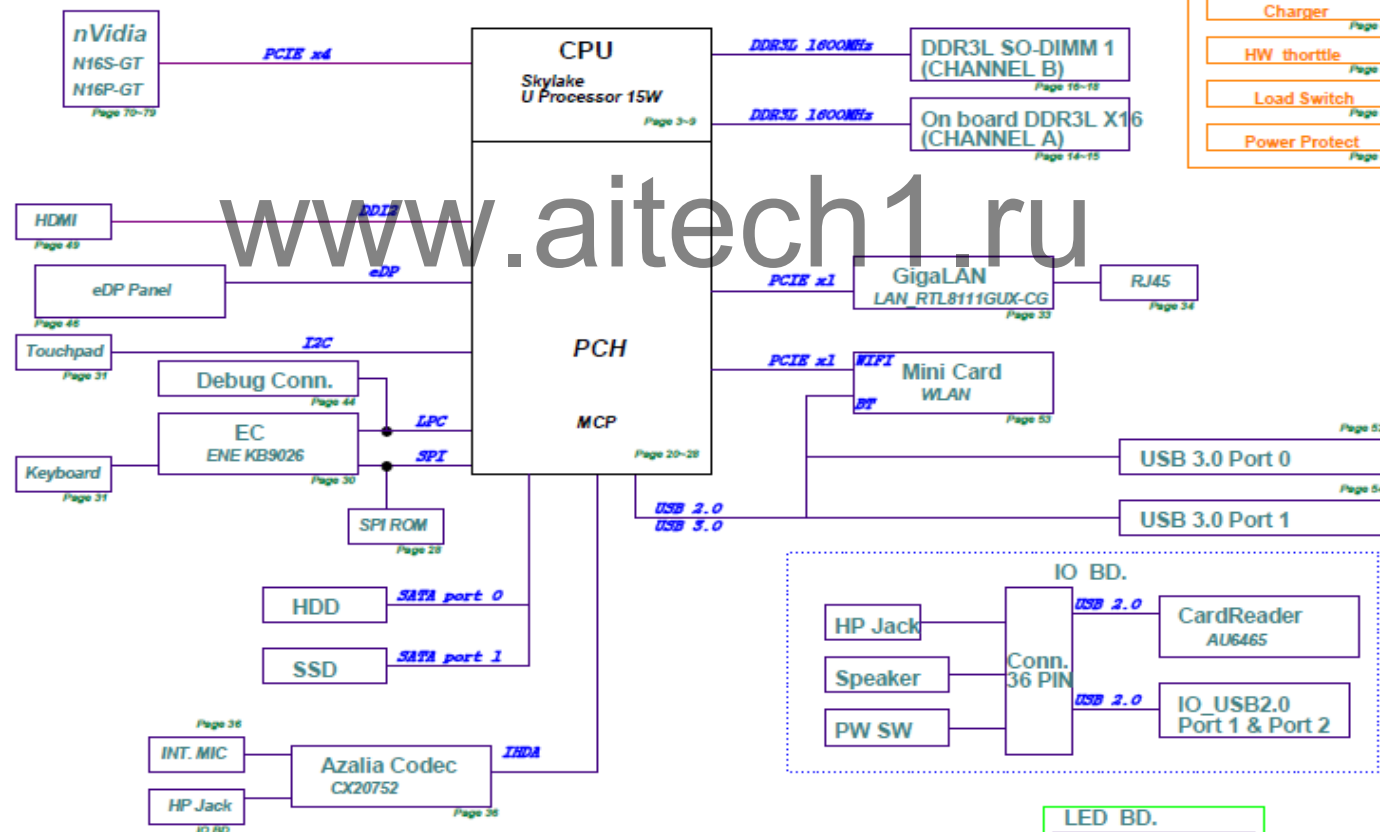 nVidia
N16S-GT
N16P-GT
Page 70~79
PCIE x4
CPU
Skylake
U Processor 15W
Page 3~9
DDR3L 1600MHz
DDR3L SO-DIMM 1
(CHANNEL B)
Page 16~18
DDR3L 1600MHz
On board DDR3L X16
(CHANNEL A)
Page 14~15
Charger
Page
HW thorttle
Page
Load Switch
Page
Power Protect
Page
www.aitech1.ru
HDMI
Page 49
DDI2
eDP Panel
eDP
Touchpad
Page 31
I2C
Debug Conn.
Page 44
EC
ENE KB9026
Page 30
LPC
SPI
Keyboard
Page 31
SPI ROM
Page 28
PCH
MCP
Page 20~28
PCIE x1
GigaLAN
LAN_RTL8111GUX-CG
Page 33
RJ45
Page 34
PCIE x1
WIFI
Mini Card
WLAN
BT
Page 53
USB 3.0 Port 0
USB 3.0 Port 1
USB 2.0
USB 3.0
HDD
SATA port 0
SSD
SATA port 1
Page 36
INT. MIC
HP Jack
IO BD
Azalia Codec
CX20752
Page 36
IHDA
IO BD.
HP Jack
Speaker
PW SW
Conn.
36 PIN
USB 2.0
CardReader
AU6465
USB 2.0
IO_USB2.0
Port 1 & Port 2
LED BD.